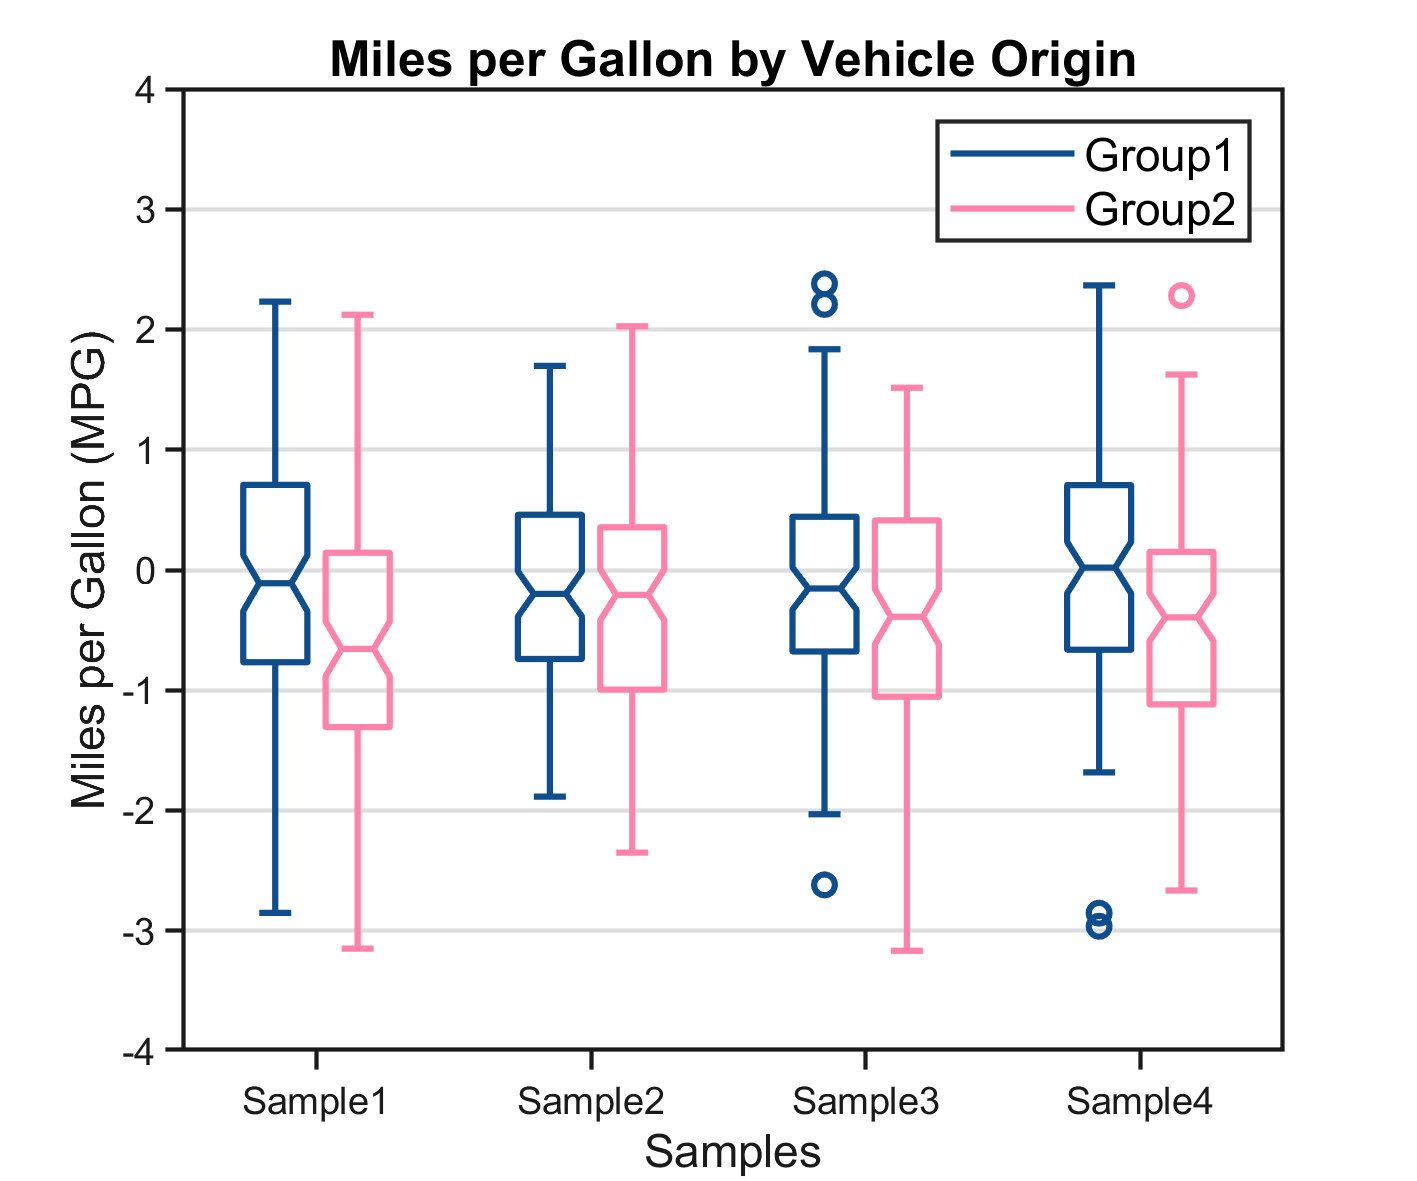 Miles per Gallon by Vehicle Origin
Group1
Group2
Miles per Gallon (MPG)
4
3
2
1
0
-1
-2
-3
-4
Sample1
Sample2
Sample3
Sample4
Samples